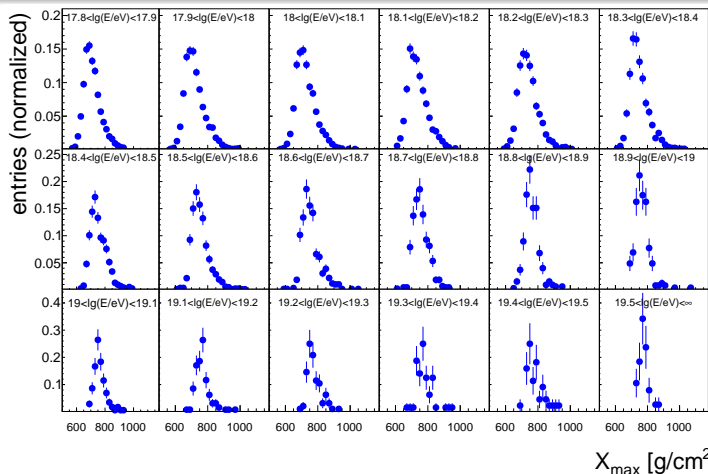 entries (normalized)
17.8<lg(E/eV)<17.9 17.9<lg(E/eV)<18 18<lg(E/eV)<18.1 18.1<lg(E/eV)<18.2 18.2<lg(E/eV)<18.3 18.3<lg(E/eV)<18.4
0.2
0.15
0.1
0.05
18.4<lg(E/eV)<18.5 18.5<lg(E/eV)<18.6 18.6<lg(E/eV)<18.7 18.7<lg(E/eV)<18.8 18.8<lg(E/eV)<18.9 18.9<lg(E/eV)<19
0.25
0.2
0.15
0.1
0.05
19<lg(E/eV)<19.1 19.1<lg(E/eV)<19.2 19.2<lg(E/eV)<19.3 19.3<lg(E/eV)<19.4 19.4<lg(E/eV)<19.5 19.5<lg(E/eV)<∞
0.4
0.3
0.2
0.1
600 800 1000 600 800 1000 600 800 1000 600 800 1000 600 800 1000 600 800 1000
Xmax [g/cm2